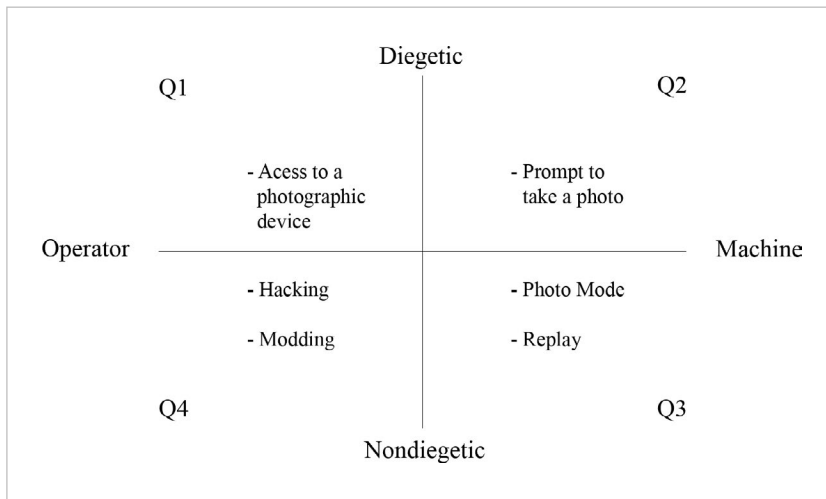 Diegetic
Q1
Q2
- Acess to a
photographic
device
- Prompt to
take a photo
Operator
Machine
- Hacking
- Modding
- Photo Mode
- Replay
Q4
Q3
Nondiegetic